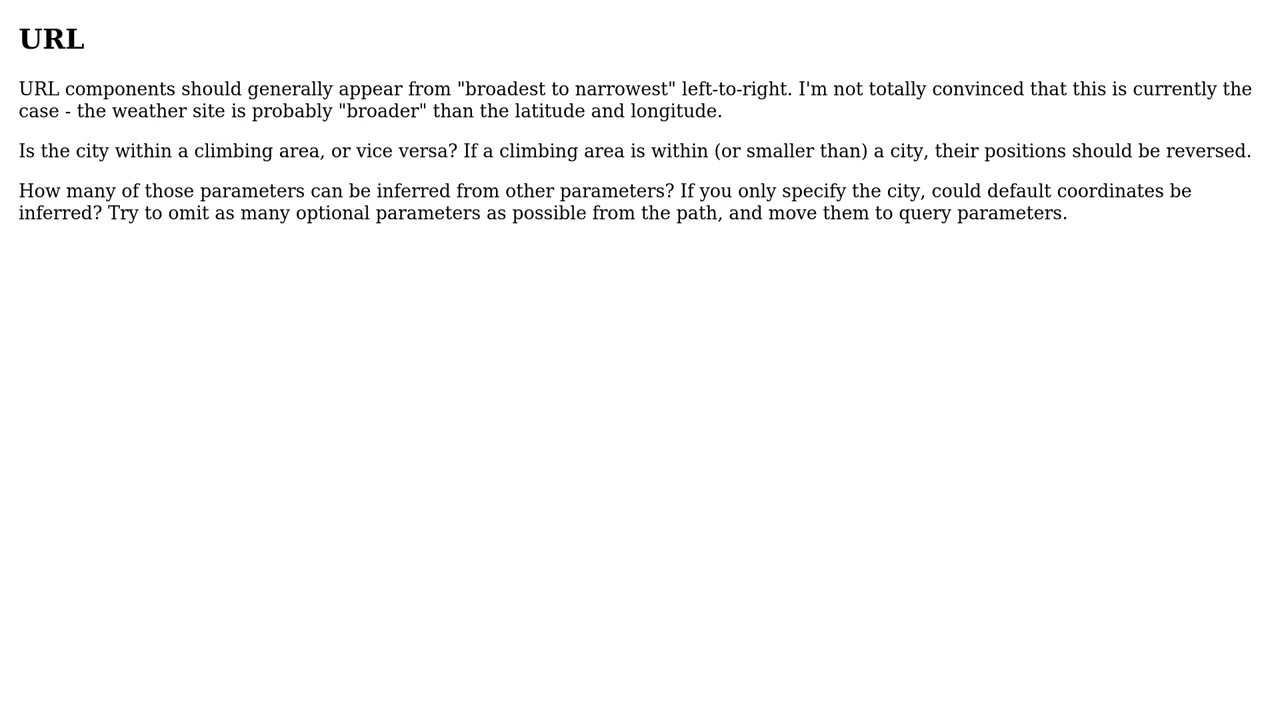 URL
URL components should generally appear from "broadest to narrowest" left-to-right. I'm not totally convinced that this is currently the
case - the weather site is probably "broader" than the latitude and longitude.
Is the city within a climbing area, or vice versa? If a climbing area is within (or smaller than) a city, their positions should be reversed.
How many of those parameters can be inferred from other parameters? If you only specify the city, could default coordinates be
inferred? Try to omit as many optional parameters as possible from the path, and move them to query parameters.